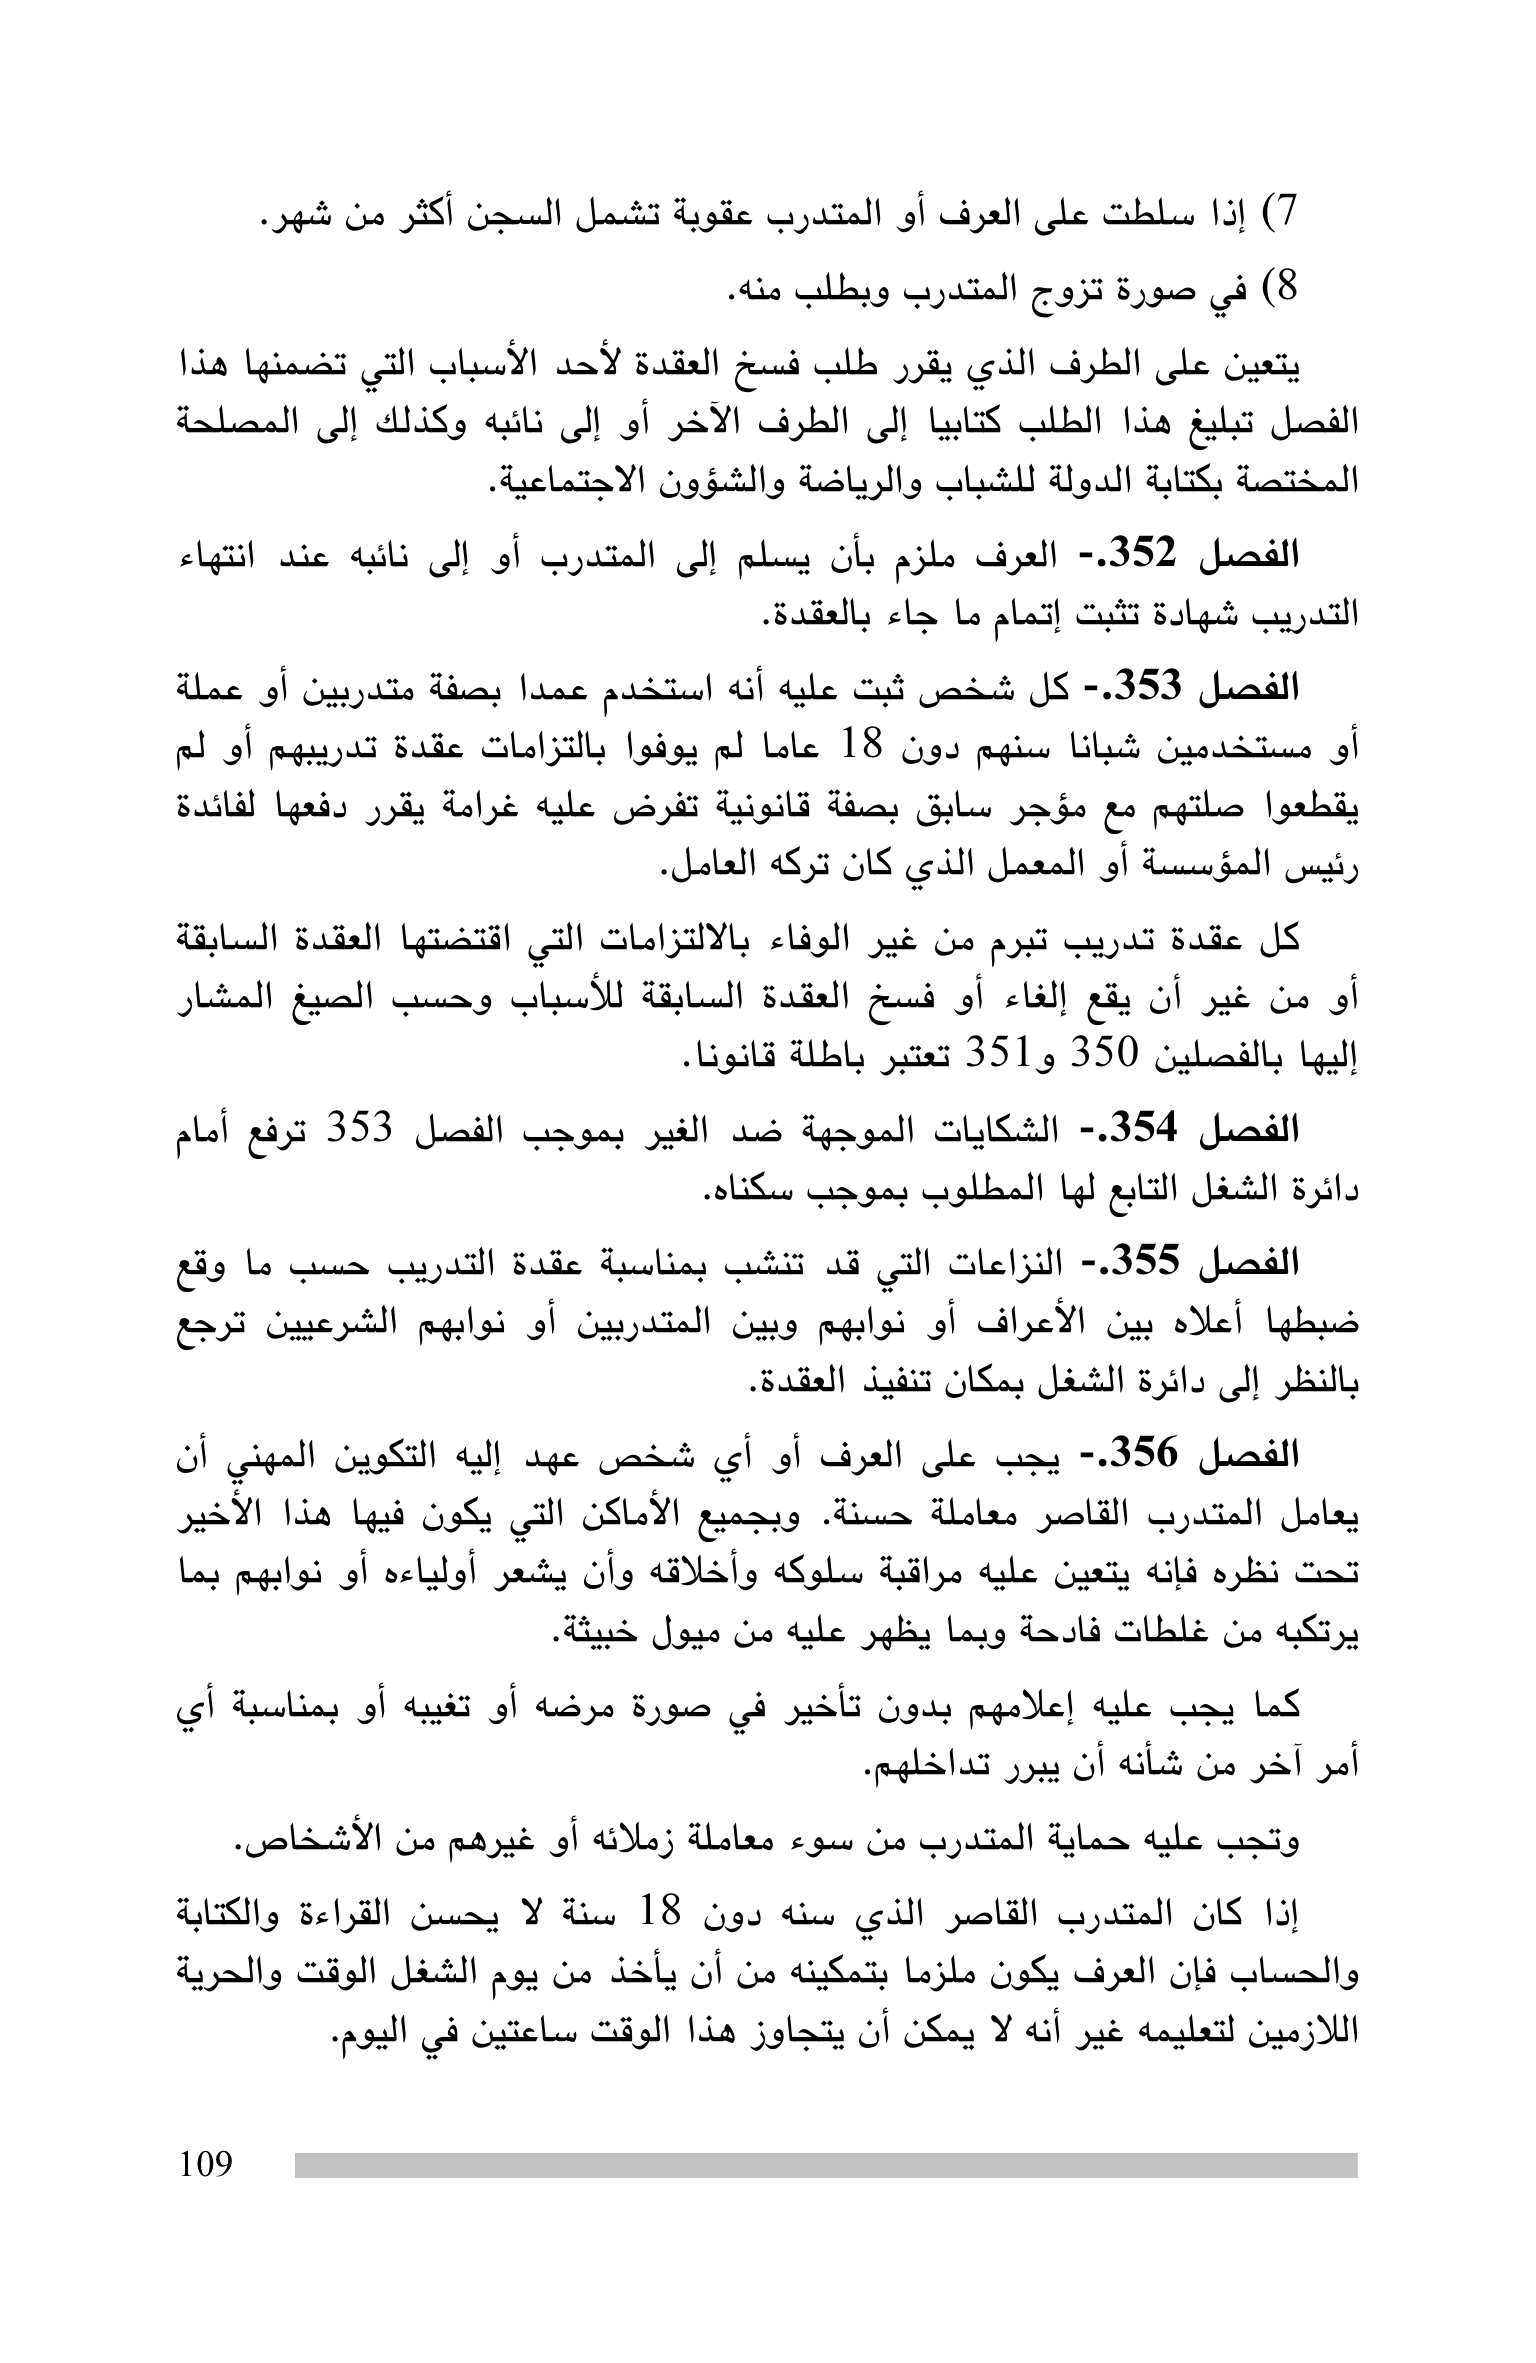 7) إذا سلطت على العرف أو المتدرب عقوبة تشمل السجن أكثر من شهر.
8) في صورة تزوج المتدرب وبطلب منه.
يتعين على الطرف الذي يقرر طلب فسخ العقدة لأحد الأسباب التي تضمنها هذا
الفصل تبليغ هذا الطلب كتابيا إلى الطرف الآخر أو إلى نائبه وكذلك إلى المصلحة
المختصة بكتابة الدولة للشباب والرياضة والشؤون الاجتماعية.
الفصل 352.- العرف ملزم بأن يسلم إلى المتدرب أو إلى نائبه عند انتهاء
التدريب شهادة تثبت إتمام ما جاء بالعقدة.
الفصل 353.- كل شخص ثبت عليه أنه استخدم عمدا بصفة متدربين أو عملة
أو مستخدمين شبانا سنهم دون 18 عاما لم يوفوا بالتزامات عقدة تدريبهم أو لم
يقطعوا صلتهم مع مؤجر سابق بصفة قانونية تفرض عليه غرامة يقرر دفعها لفائدة
رئيس المؤسسة أو المعمل الذي كان تركه العامل.
كل عقدة تدريب تبرم من غير الوفاء بالالتزامات التي اقتضتها العقدة السابقة
أو من غير أن يقع إلغاء أو فسخ العقدة السابقة للأسباب وحسب الصيغ المشار
إليها بالفصلين 350 و351 تعتبر باطلة قانونا.
الفصل 354.- الشكايات الموجهة ضد الغير بموجب الفصل 353 ترفع أمام
دائرة الشغل التابع لها المطلوب بموجب سكناه.
الفصل 355.- النزاعات التي قد تنشب بمناسبة عقدة التدريب حسب ما وقع
ضبطها أعلاه بين الأعراف أو نوابهم وبين المتدربين أو نوابهم الشرعيين ترجع
بالنظر إلى دائرة الشغل بمكان تنفيذ العقدة.
الفصل 356.- يجب على العرف أو أي شخص عهد إليه التكوين المهني أن
يعامل المتدرب القاصر معاملة حسنة. وبجميع الأماكن التي يكون فيها هذا الأخير
تحت نظره فإنه يتعين عليه مراقبة سلوكه وأخلاقه وأن يشعر أولياءه أو نوابهم بما
يرتكبه من غلطات فادحة وبما يظهر عليه من ميول خبيثة.
كما يجب عليه إعلامهم بدون تأخير في صورة مرضه أو تغيبه أو بمناسبة أي
أمر آخر من شأنه أن يبرر تداخلهم.
وتجب عليه حماية المتدرب من سوء معاملة زملائه أو غيرهم من الأشخاص.
إذا كان المتدرب القاصر الذي سنه دون 18 سنة لا يحسن القراءة والكتابة
والحساب فإن العرف يكون ملزما بتمكينه من أن يأخذ من يوم الشغل الوقت والحرية
اللازمين لتعليمه غير أنه لا يمكن أن يتجاوز هذا الوقت ساعتين في اليوم.
109